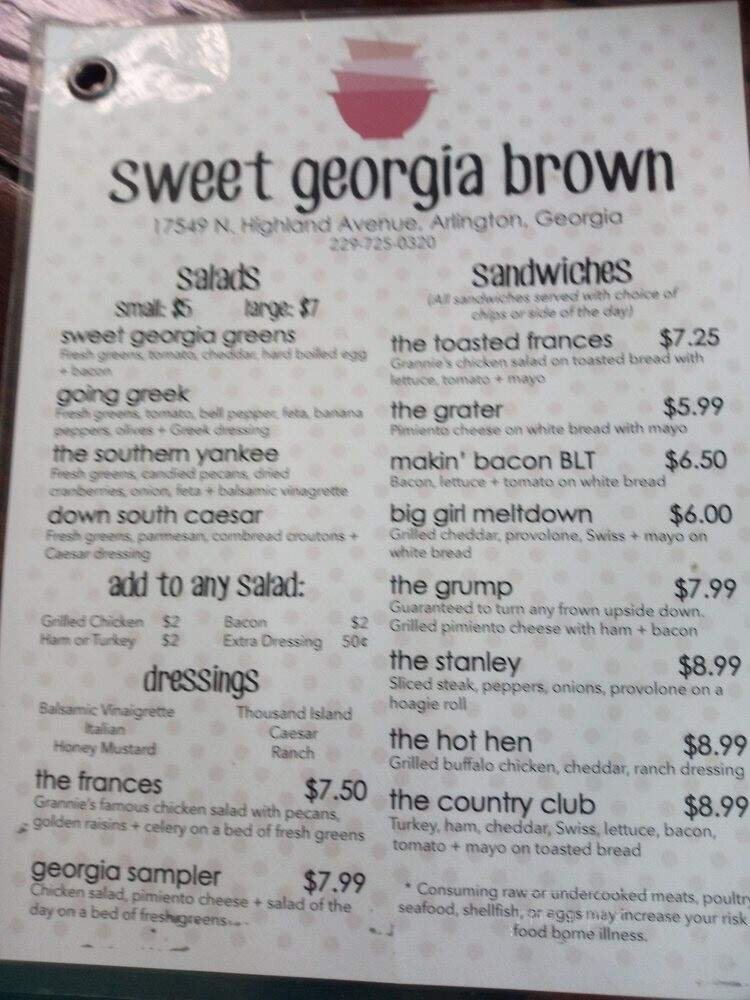 sweet georgia brown
17549 N. Highland Avenue, Arlington, Georgia
229-725-0320
salads
small: $5 large: $7
sweet georgia greens
Fresh greens, tomato, cheddar, hard boiled egg
+ bacon
going greek
Fresh greens, tomato, bell pepper, feta, banana
peppers, olives + Greek dressing
the southern yankee
Fresh greens, candied pecans, dried
cranberries, onion, feta + balsamic vinagrette
down south caesar
Fresh greens, parmesan, cornbread croutons +
Caesar dressing
add to any salad:
Grilled Chicken $2 Bacon $2
Ham or Turkey $2 Extra Dressing 50¢
dressings
Balsamic Vinaigrette Thousand Island
Italian Caesar
Honey Mustard Ranch
the frances $7.50
Grannie's famous chicken salad with pecans,
golden raisins + celery on a bed of fresh greens
georgia sampler $7.99
Chicken salad, pimiento cheese + salad of the
day on a bed of fresh greens
sandwiches
(All sandwiches served with choice of
chips or side of the day)
the toasted frances $7.25
Grannie's chicken salad on toasted bread with
lettuce, tomato + mayo
the grater $5.99
Pimiento cheese on white bread with mayo
makin' bacon BLT $6.50
Bacon, lettuce + tomato on white bread
big girl meltdown $6.00
Grilled cheddar, provolone, Swiss + mayo on
white bread
the grump $7.99
Guaranteed to turn any frown upside down.
Grilled pimiento cheese with ham + bacon
the stanley $8.99
Sliced steak, peppers, onions, provolone on a
hoagie roll
the hot hen $8.99
Grilled buffalo chicken, cheddar, ranch dressing
the country club $8.99
Turkey, ham, cheddar, Swiss, lettuce, bacon,
tomato + mayo on toasted bread
* Consuming raw or undercooked meats, poultry
seafood, shellfish, or eggs may increase your risk
food borne illness.